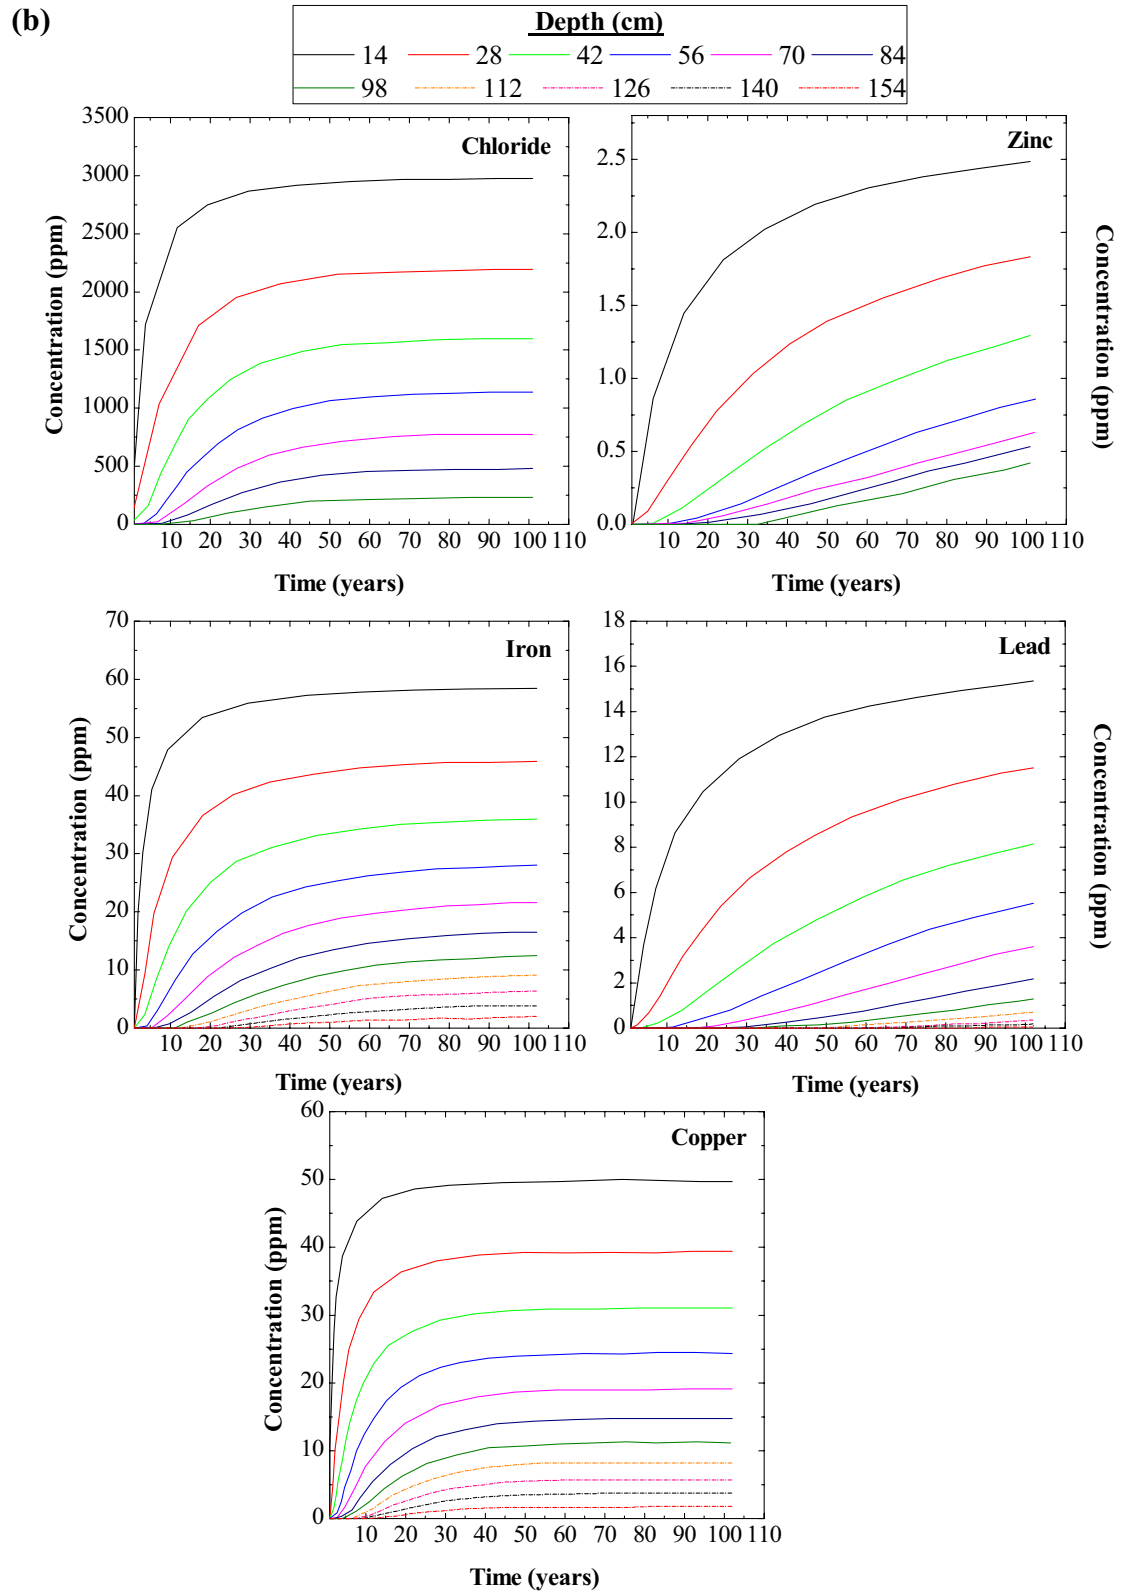 (b)
Depth (cm)
14 28 42 56 70 84
98 112 126 140 154
Chloride
Concentration (ppm)
3500
3000
2500
2000
1500
1000
500
0
10 20 30 40 50 60 70 80 90 100 110
Time (years)
Zinc
Concentration (ppm)
2.5
2.0
1.5
1.0
0.5
0.0
10 20 30 40 50 60 70 80 90 100 110
Time (years)
Iron
Concentration (ppm)
70
60
50
40
30
20
10
0
10 20 30 40 50 60 70 80 90 100 110
Time (years)
Lead
Concentration (ppm)
18
16
14
12
10
8
6
4
2
0
10 20 30 40 50 60 70 80 90 100 110
Time (years)
Copper
Concentration (ppm)
60
50
40
30
20
10
0
10 20 30 40 50 60 70 80 90 100 110
Time (years)